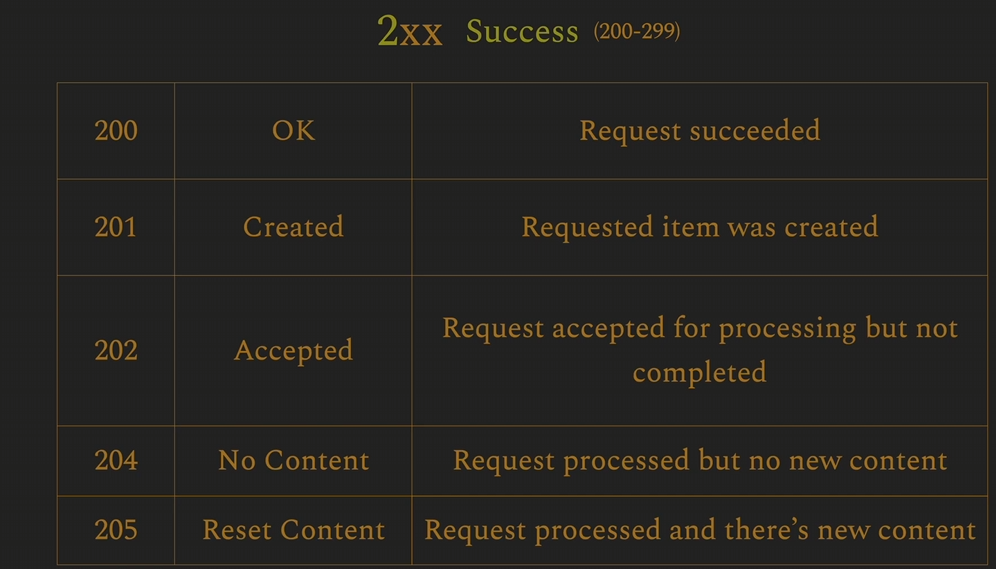 2xx Success (200-299)
200 OK Request succeeded
201 Created Requested item was created
202 Accepted Request accepted for processing but not
completed
204 No Content Request processed but no new content
205 Reset Content Request processed and there’s new content